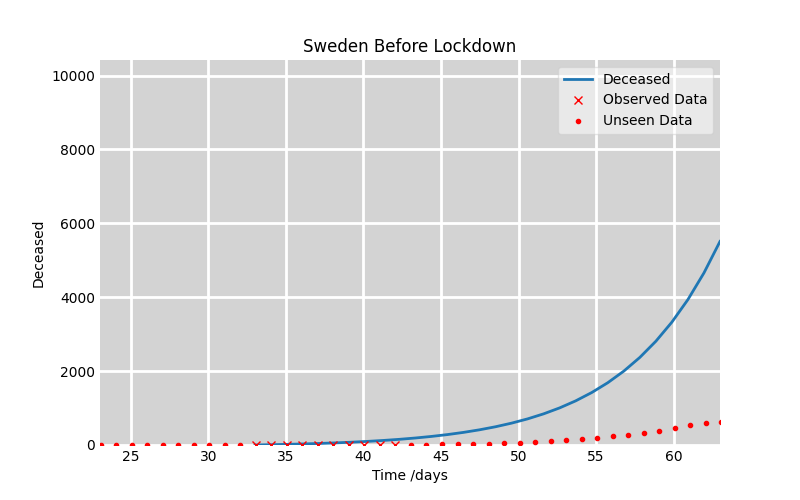 Sweden Before Lockdown
10000
8000
6000
4000
2000
0
Deceased
Deceased
Observed Data
Unseen Data
25 30 35 40 45 50 55 60
Time /days